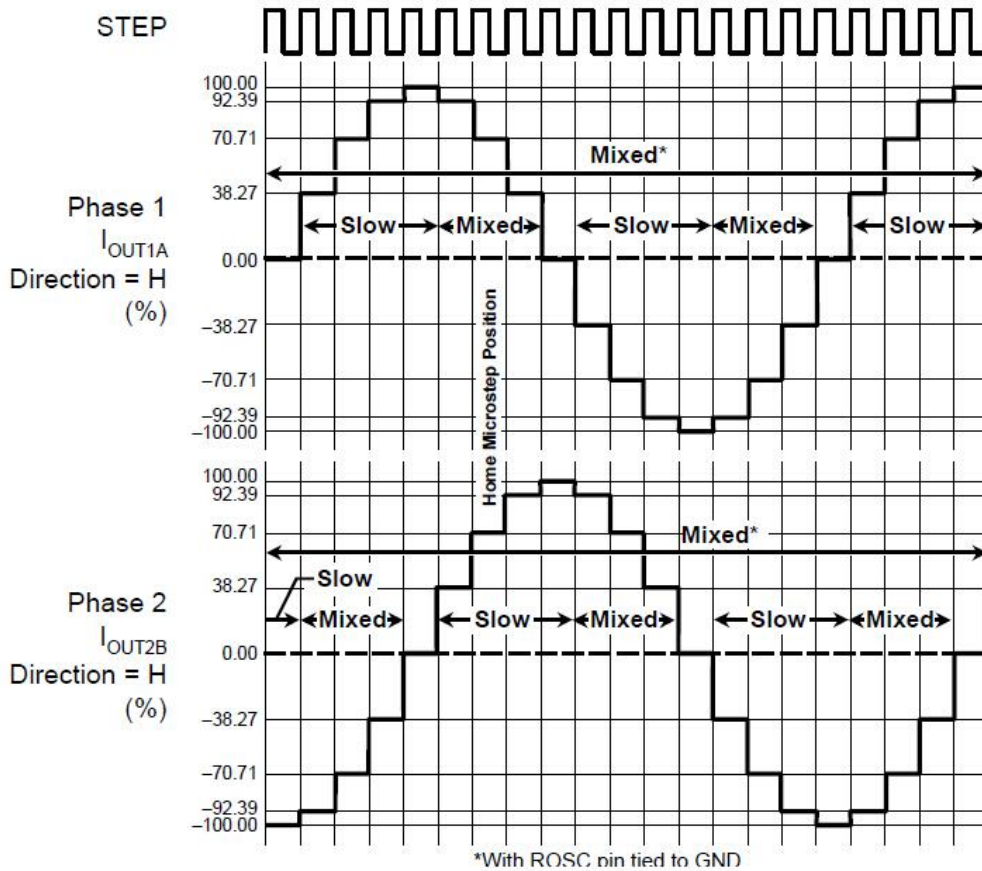 STEP
100.00
92.39
70.71
Mixed*
38.27
Phase 1
Slow
Mixed
Slow
Mixed
Slow
I OUT1A
0.00
Direction = H
(%)
Home Microstep Position
–38.27
–70.71
–92.39
–100.00
100.00
92.39
70.71
Mixed*
Slow
38.27
Phase 2
Mixed
Slow
Mixed
Slow
Mixed
I OUT2B
0.00
Direction = H
(%)
–38.27
–70.71
–92.39
–100.00
*With ROSC pin tied to GND